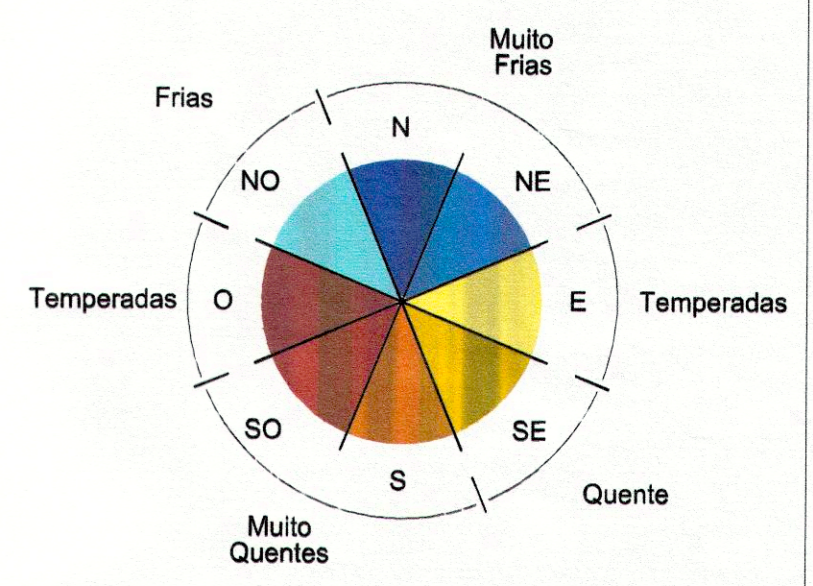 Muito
Frias
Frias
N
NO
NE
Temperadas
O
E
Temperadas
SO
SE
S
Quente
Muito
Quentes